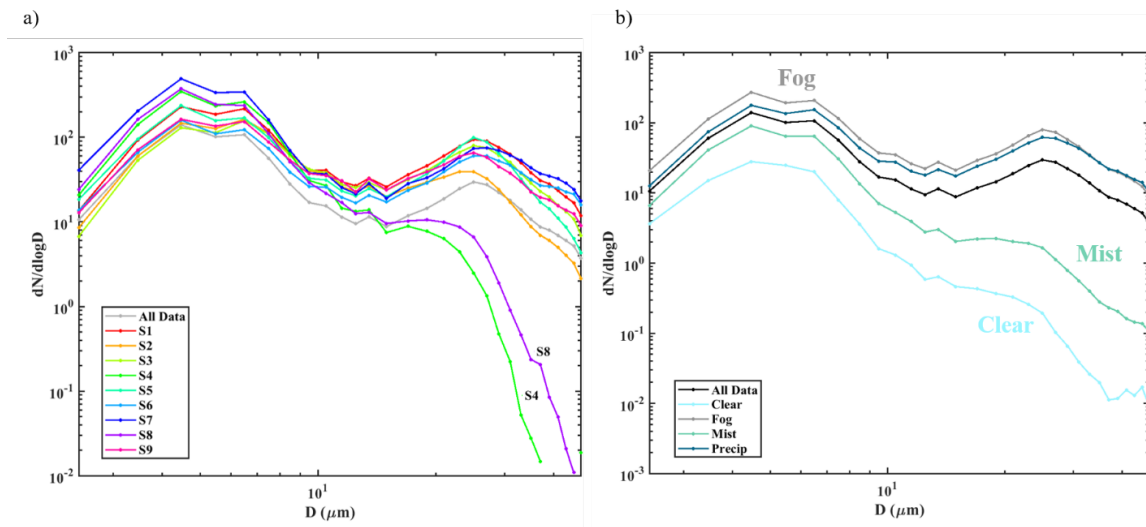 a)
b)
10^3
10^2
10^1
10^0
10^-1
10^-2
dN/dlogD
10^1
D (μm)
All Data
S1
S2
S3
S4
S5
S6
S7
S8
S9
S8
S4
10^3
10^2
10^1
10^0
10^-1
10^-2
10^-3
dN/dlogD
10^1
D (μm)
Fog
Mist
Clear
All Data
Clear
Fog
Mist
Precip